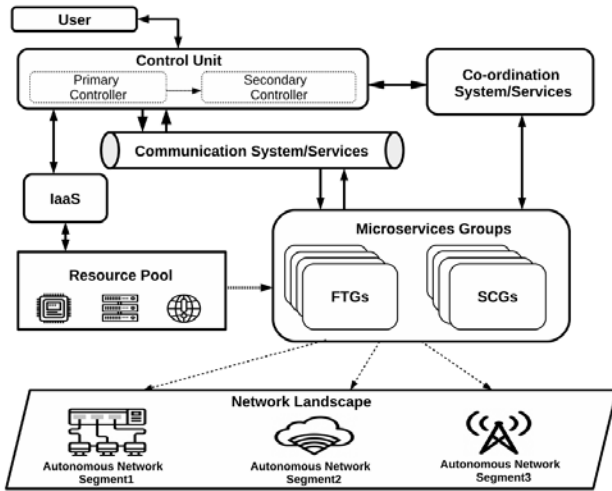 User
Control Unit
Primary
Controller
Secondary
Controller
Co-ordination
System/Services
Communication System/Services
IaaS
Microservices Groups
Resource Pool
FTGs
SCGs
Network Landscape
Autonomous Network
Segment1
Autonomous Network
Segment2
Autonomous Network
Segment3